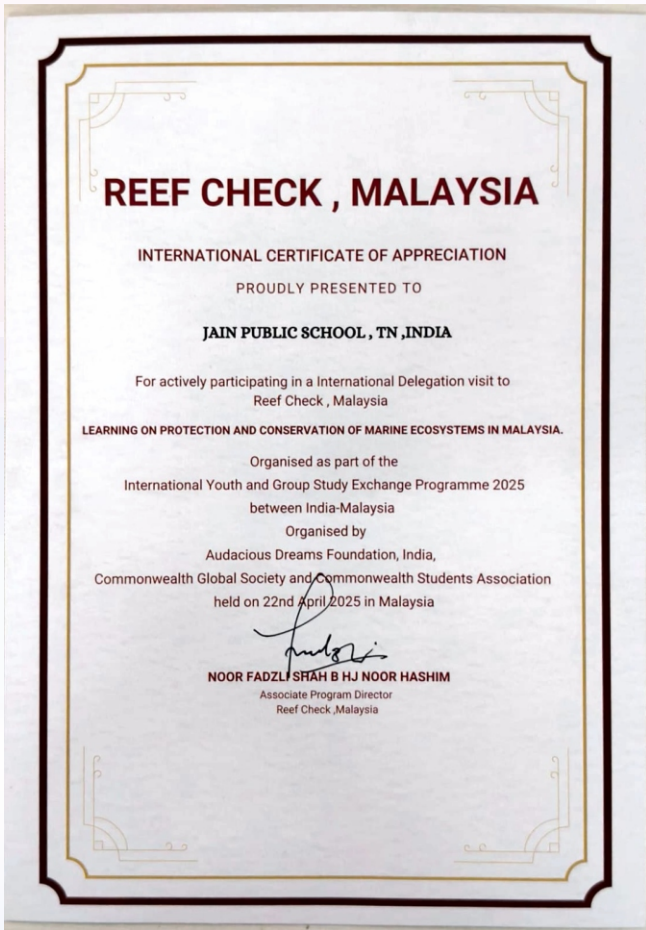 REEF CHECK , MALAYSIA
INTERNATIONAL CERTIFICATE OF APPRECIATION
PROUDLY PRESENTED TO
JAIN PUBLIC SCHOOL , TN ,INDIA
For actively participating in a International Delegation visit to
Reef Check , Malaysia
LEARNING ON PROTECTION AND CONSERVATION OF MARINE ECOSYSTEMS IN MALAYSIA.
Organised as part of the
International Youth and Group Study Exchange Programme 2025
between India-Malaysia
Organised by
Audacious Dreams Foundation, India,
Commonwealth Global Society and Commonwealth Students Association
held on 22nd April 2025 in Malaysia
NOOR FADZLI SHAH B HJ NOOR HASHIM
Associate Program Director
Reef Check ,Malaysia